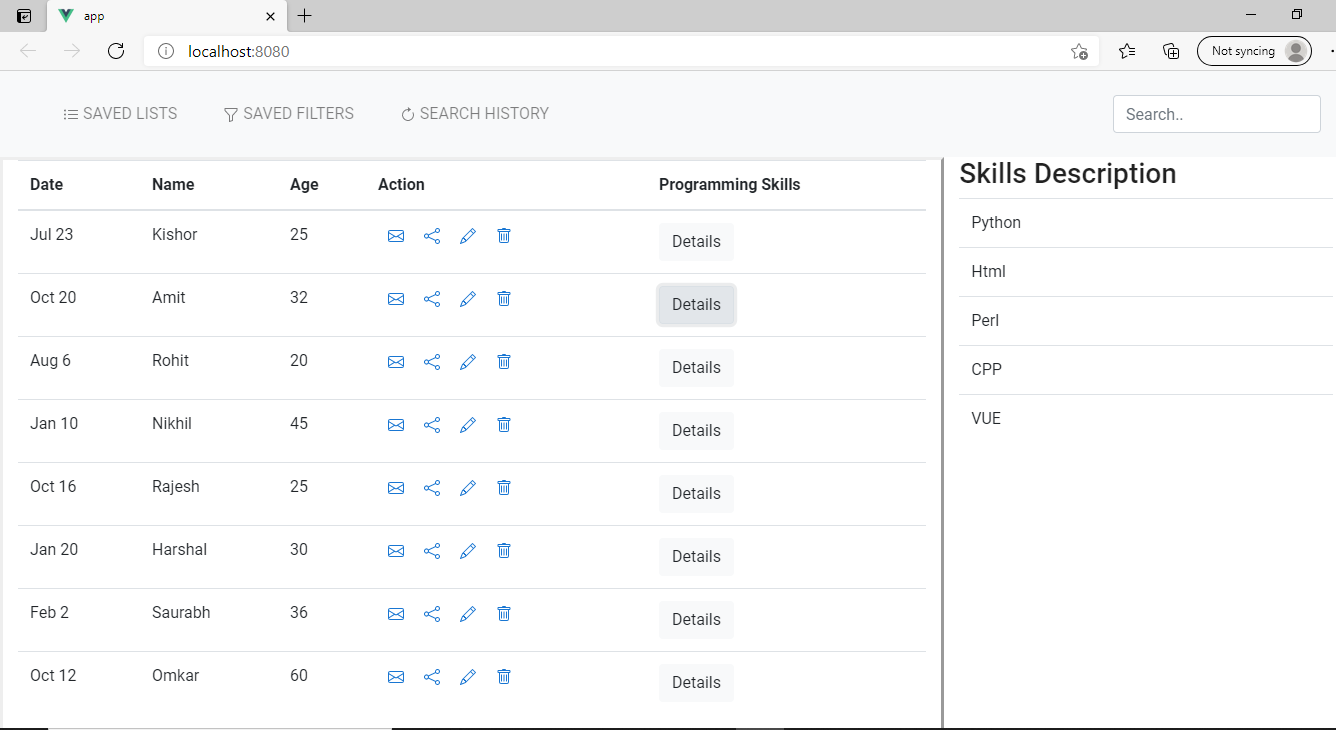 app
localhost:8080
Not syncing
SAVED LISTS SAVED FILTERS SEARCH HISTORY
Search..
Date Name Age Action Programming Skills
Jul 23 Kishor 25 Details
Oct 20 Amit 32 Details
Aug 6 Rohit 20 Details
Jan 10 Nikhil 45 Details
Oct 16 Rajesh 25 Details
Jan 20 Harshal 30 Details
Feb 2 Saurabh 36 Details
Oct 12 Omkar 60 Details
Skills Description
Python
Html
Perl
CPP
VUE